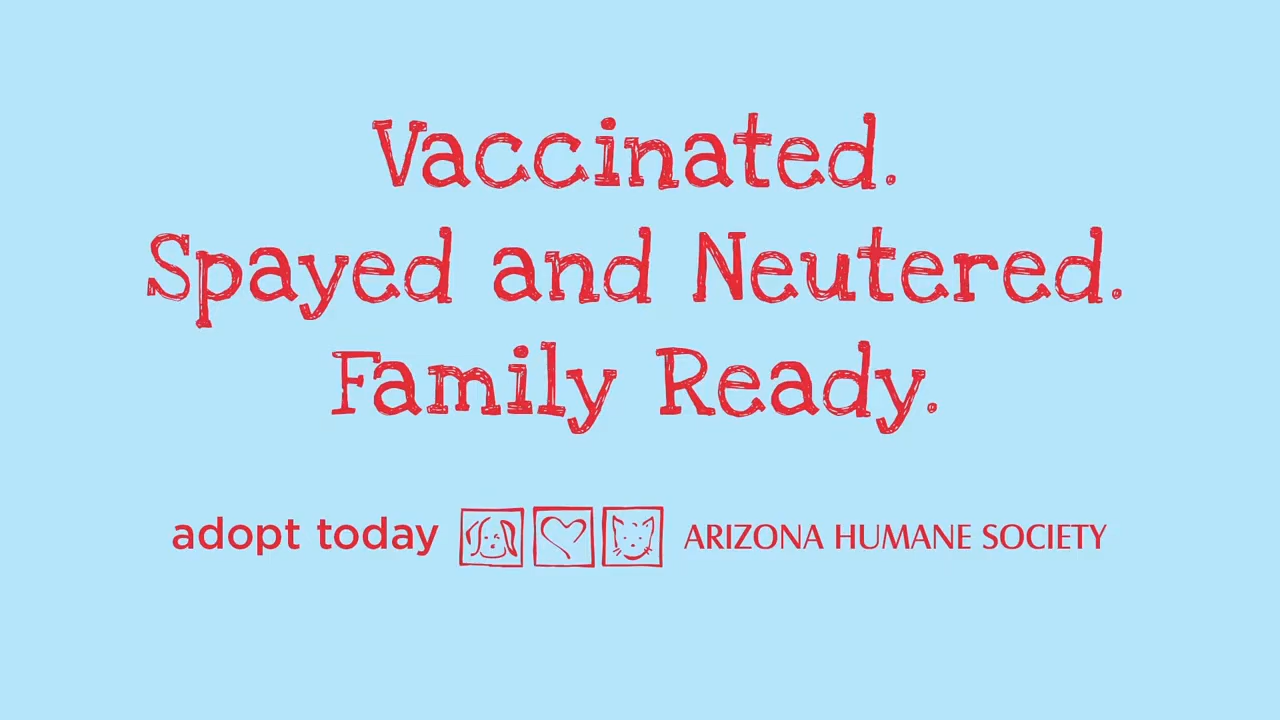 Vaccinated.
Spayed and Neutered.
Family Ready.
adopt today ARIZONA HUMANE SOCIETY